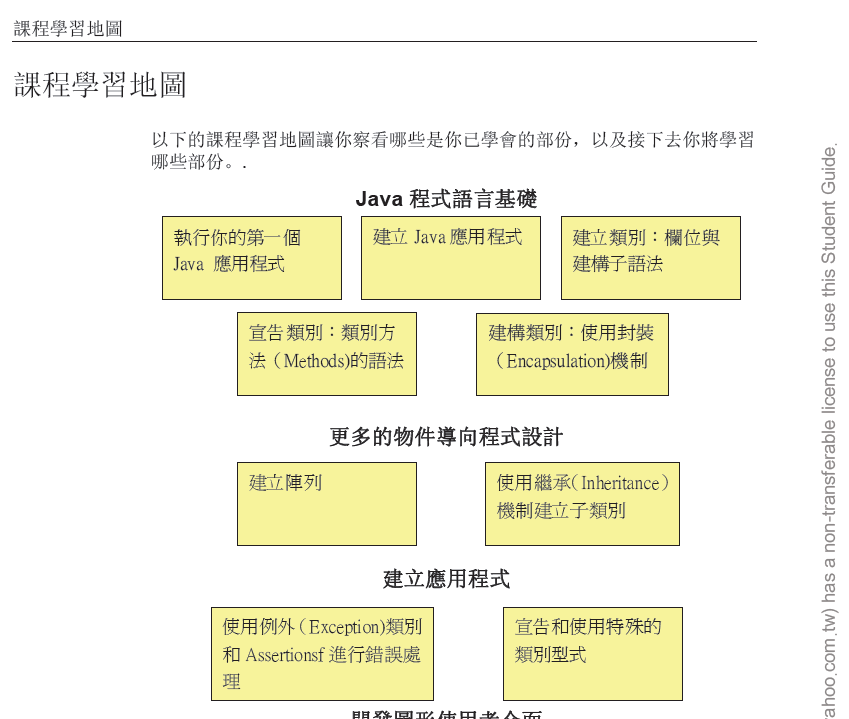 課程學習地圖
課程學習地圖
以下的課程學習地圖讓你察看哪些是你已學會的部份，以及接下去你將學習
哪些部份。.
Java 程式語言基礎
執行你的第一個
Java 應用程式
建立 Java 應用程式
建立類別：欄位與
建構子語法
宣告類別：類別方
法（Methods)的語法
建構類別：使用封裝
（Encapsulation)機制
更多的物件導向程式設計
建立陣列
使用繼承（Inheritance）
機制建立子類別
建立應用程式
使用例外（Exception)類別
和 Assertionsf 進行錯誤處
理
宣告和使用特殊的
類別型式
開發圖形使用者介面
ahoo.com.tw) has a non-transferable license to use this Student Guide.